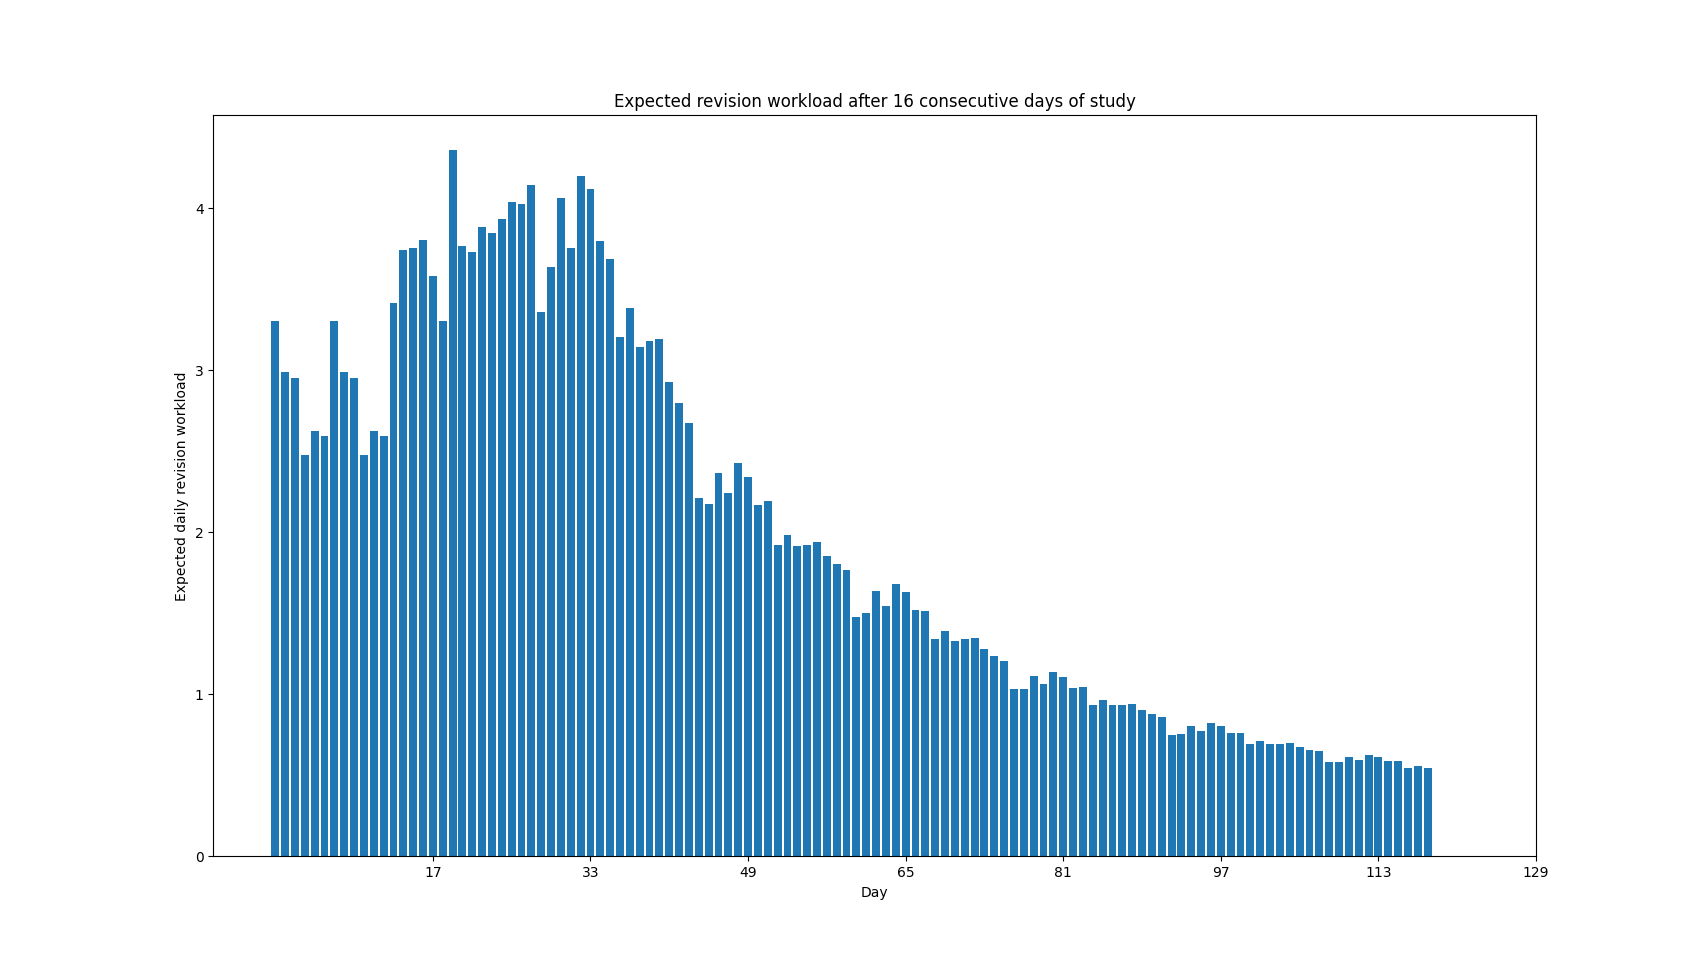 Expected revision workload after 16 consecutive days of study
Expected daily revision workload
4
3
2
1
0
17 33 49 65 81 97 113 129
Day